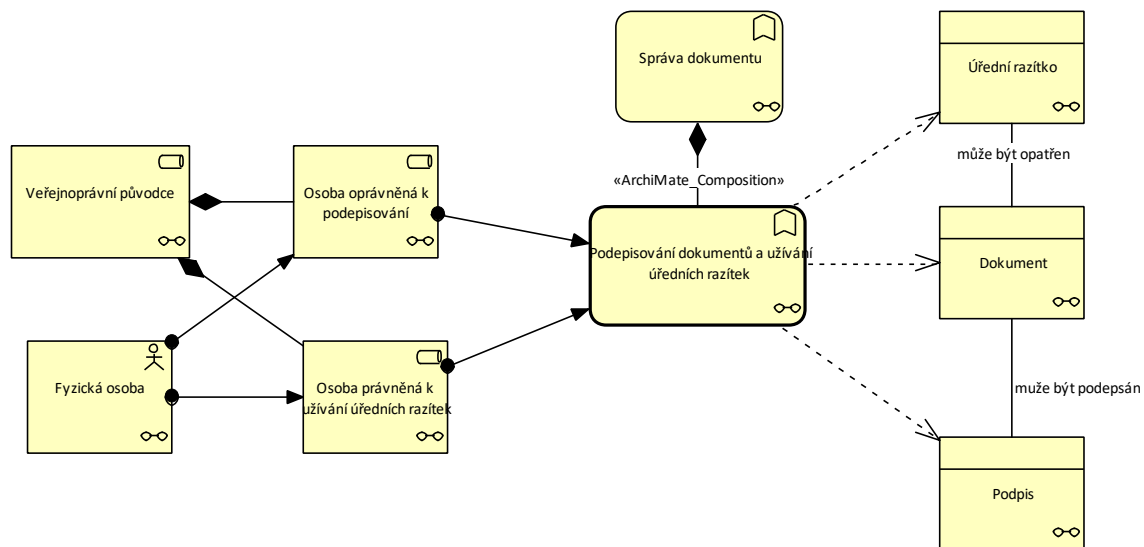 Správa dokumentu
Úřední razítko
může být opatřen
«ArchiMate_Composition»
Veřejnoprávní původce
Osoba oprávněná k
podepisování
Podepisování dokumentů a užívání
úředních razítek
Dokument
Fyzická osoba
Osoba právněná k
užívání úředních razítek
muže být podepsán
Podpis